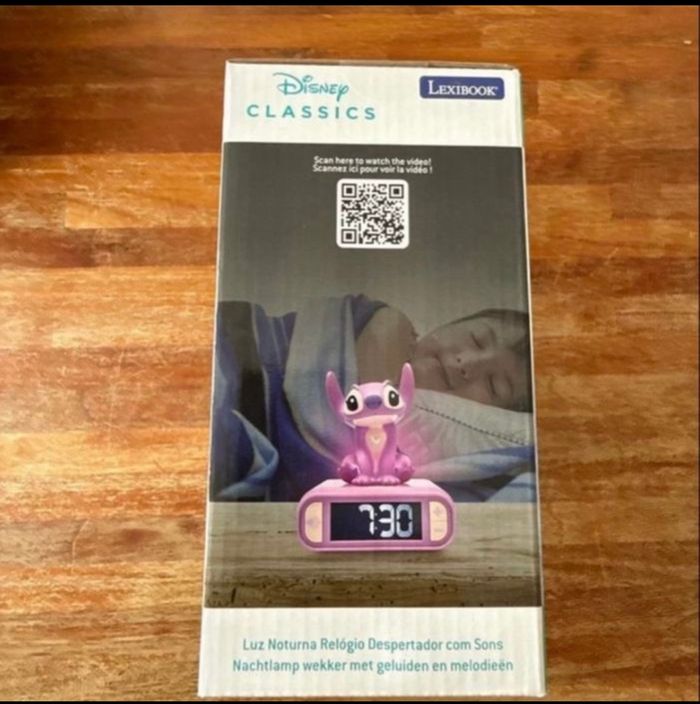 Disney
CLASSICS
LEXIBOOK®
Scan here to watch the video!
Scannez ici pour voir la vidéo !
7:30
Luz Noturna Relógio Despertador com Sons
Nachtlamp wekker met geluiden en melodieën